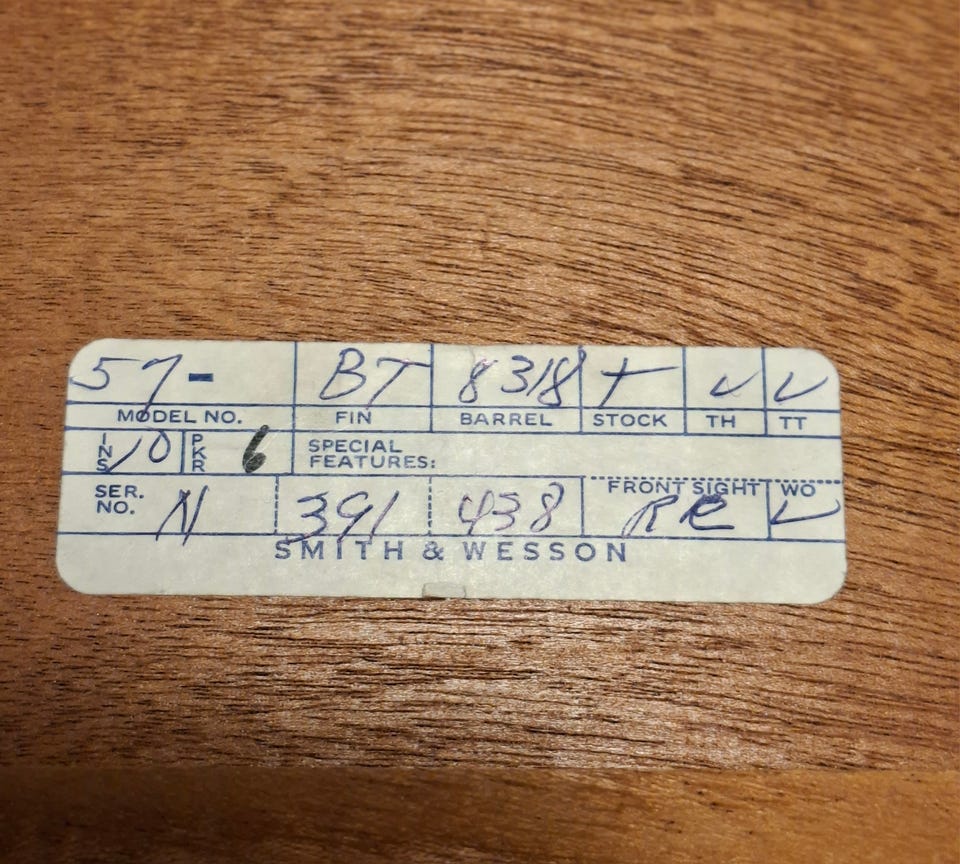 57- BT 8 3/8 T ✓ ✓
MODEL NO. FIN BARREL STOCK TH TT
INS 10 PKR 6 SPECIAL
FEATURES:
SER. NO. N 391 438 FRONT SIGHT RR WO ✓
SMITH & WESSON